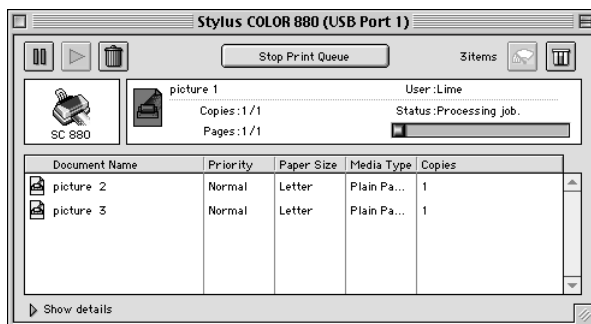 Stylus COLOR 880 (USB Port 1)
Stop Print Queue
3items
picture 1
User:Lime
Copies:1/1
Status:Processing job.
Pages:1/1
SC 880
Document Name Priority Paper Size Media Type Copies
picture 2 Normal Letter Plain Pa... 1
picture 3 Normal Letter Plain Pa... 1
Show details